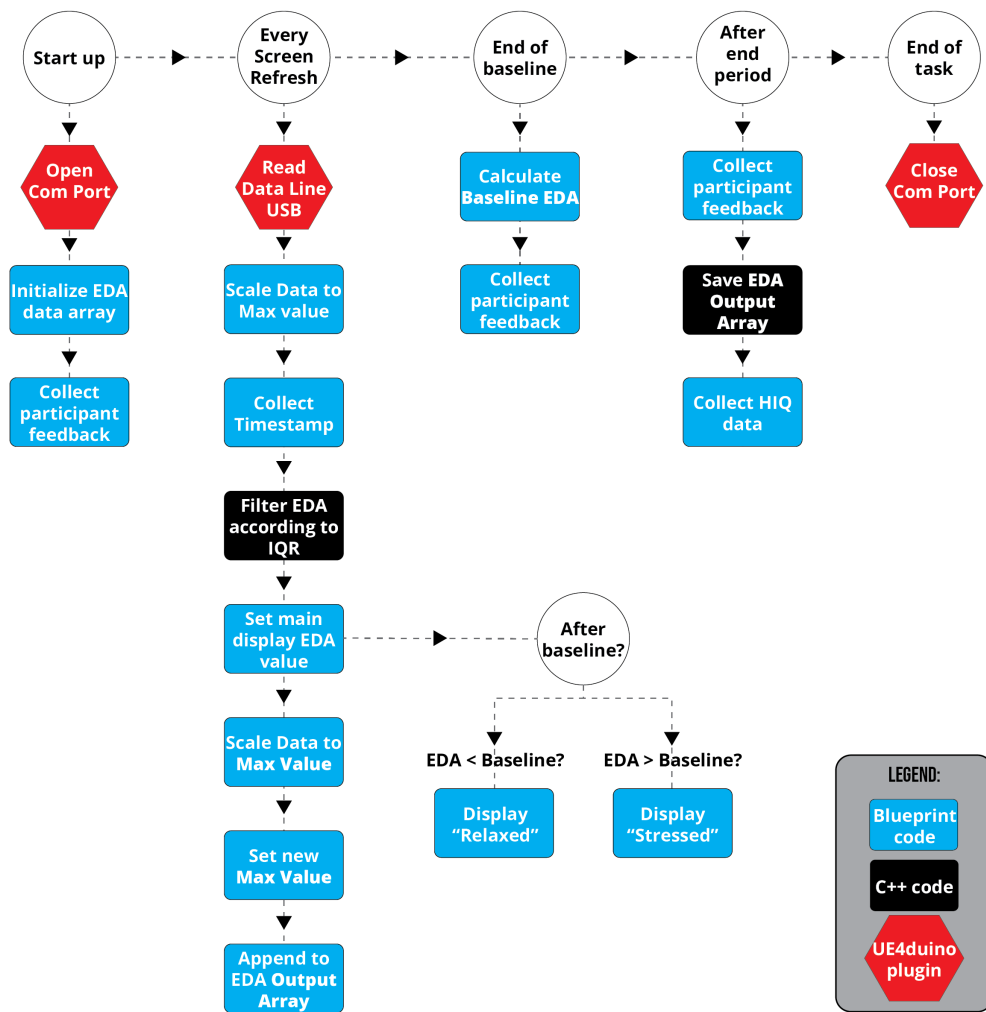 Start up
Every
Screen
Refresh
End of
baseline
After
end
period
End of
task
Open
Com Port
Initialize EDA
data array
Collect
participant
feedback
Read
Data Line
USB
Scale Data to
Max value
Collect
Timestamp
Filter EDA
according to
IQR
Set main
display EDA
value
Scale Data to
Max Value
Set new
Max Value
Append to
EDA Output
Array
After
baseline?
EDA < Baseline?
Display
“Relaxed”
EDA > Baseline?
Display
“Stressed”
Calculate
Baseline EDA
Collect
participant
feedback
Collect
participant
feedback
Save EDA
Output
Array
Collect HIQ
data
Close
Com Port
LEGEND:
Blueprint
code
C++ code
UE4duino
plugin